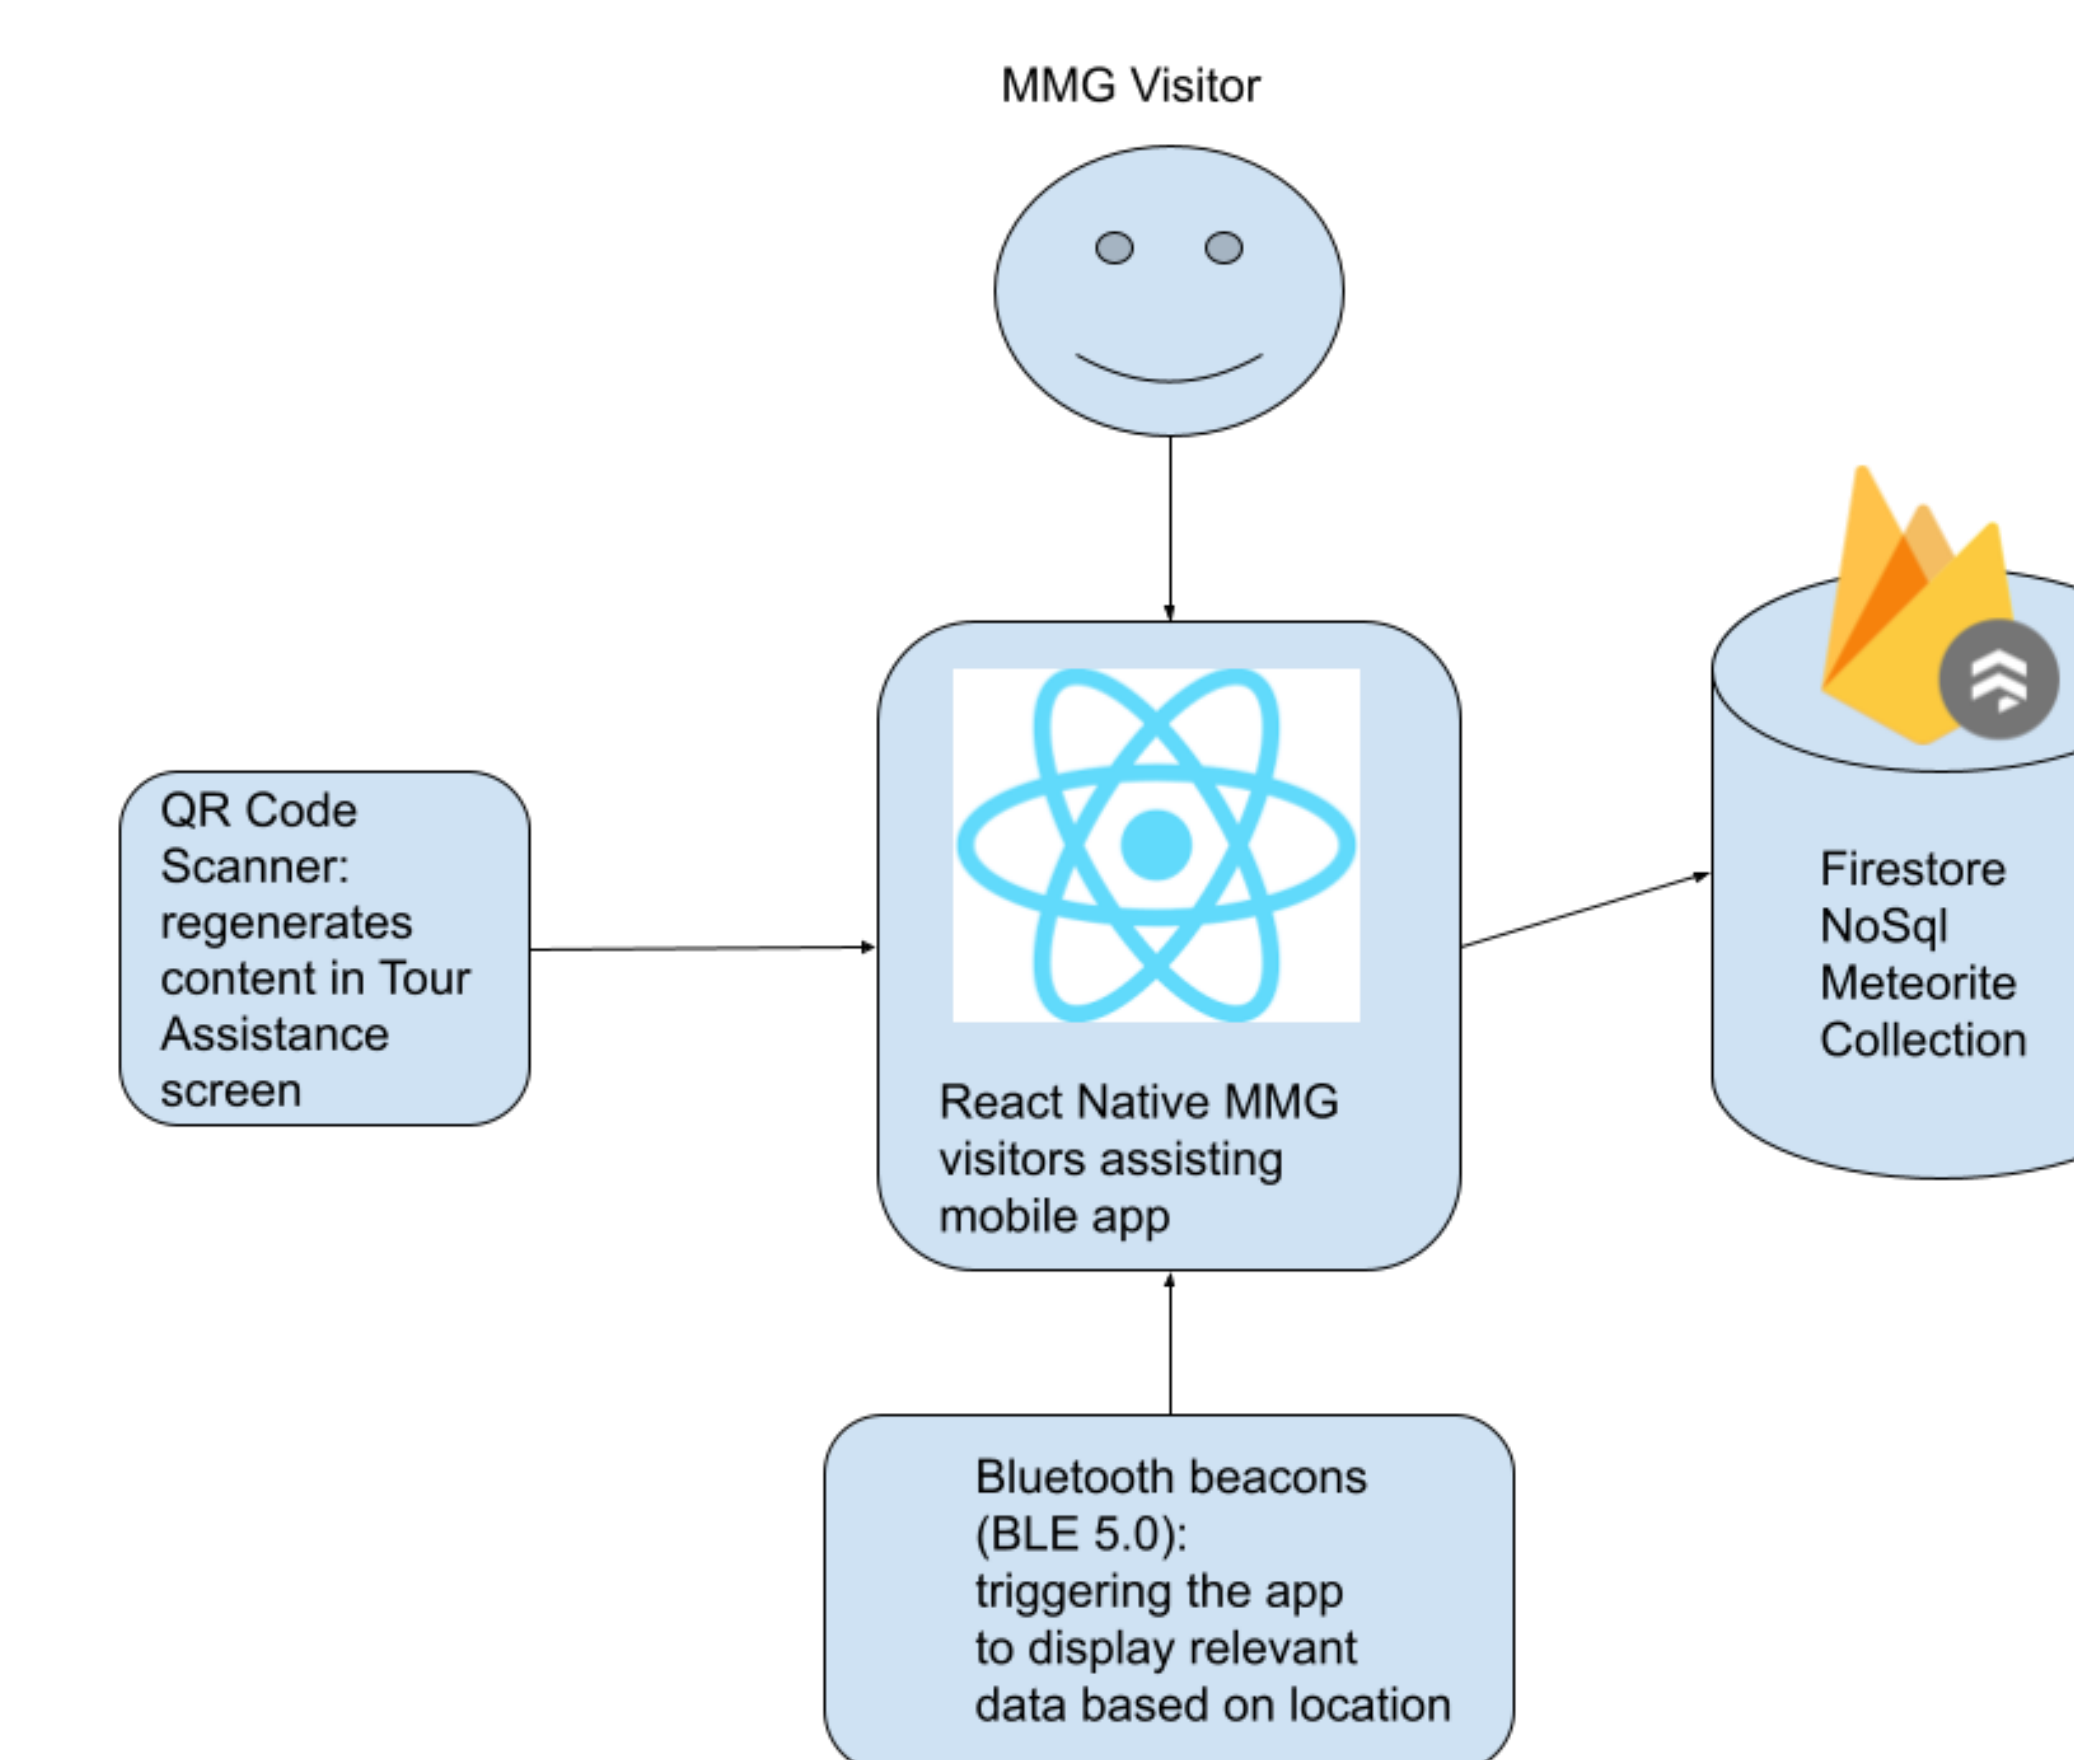 MMG Visitor
QR Code
Scanner:
regenerates
content in Tour
Assistance
screen
React Native MMG
visitors assisting
mobile app
Firestore
NoSql
Meteorite
Collection
Bluetooth beacons
(BLE 5.0):
triggering the app
to display relevant
data based on location